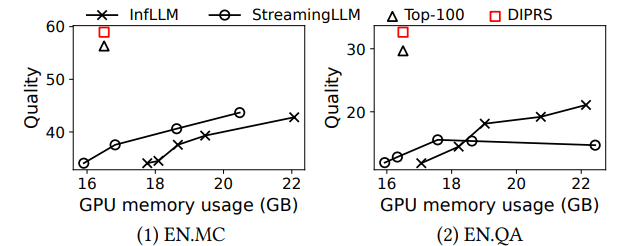 InfLLM StreamingLLM Top-100 DIPRS
60
50
40
Quality
16 18 20 22
GPU memory usage (GB)
(1) EN.MC
30
20
Quality
16 18 20 22
GPU memory usage (GB)
(2) EN.QA